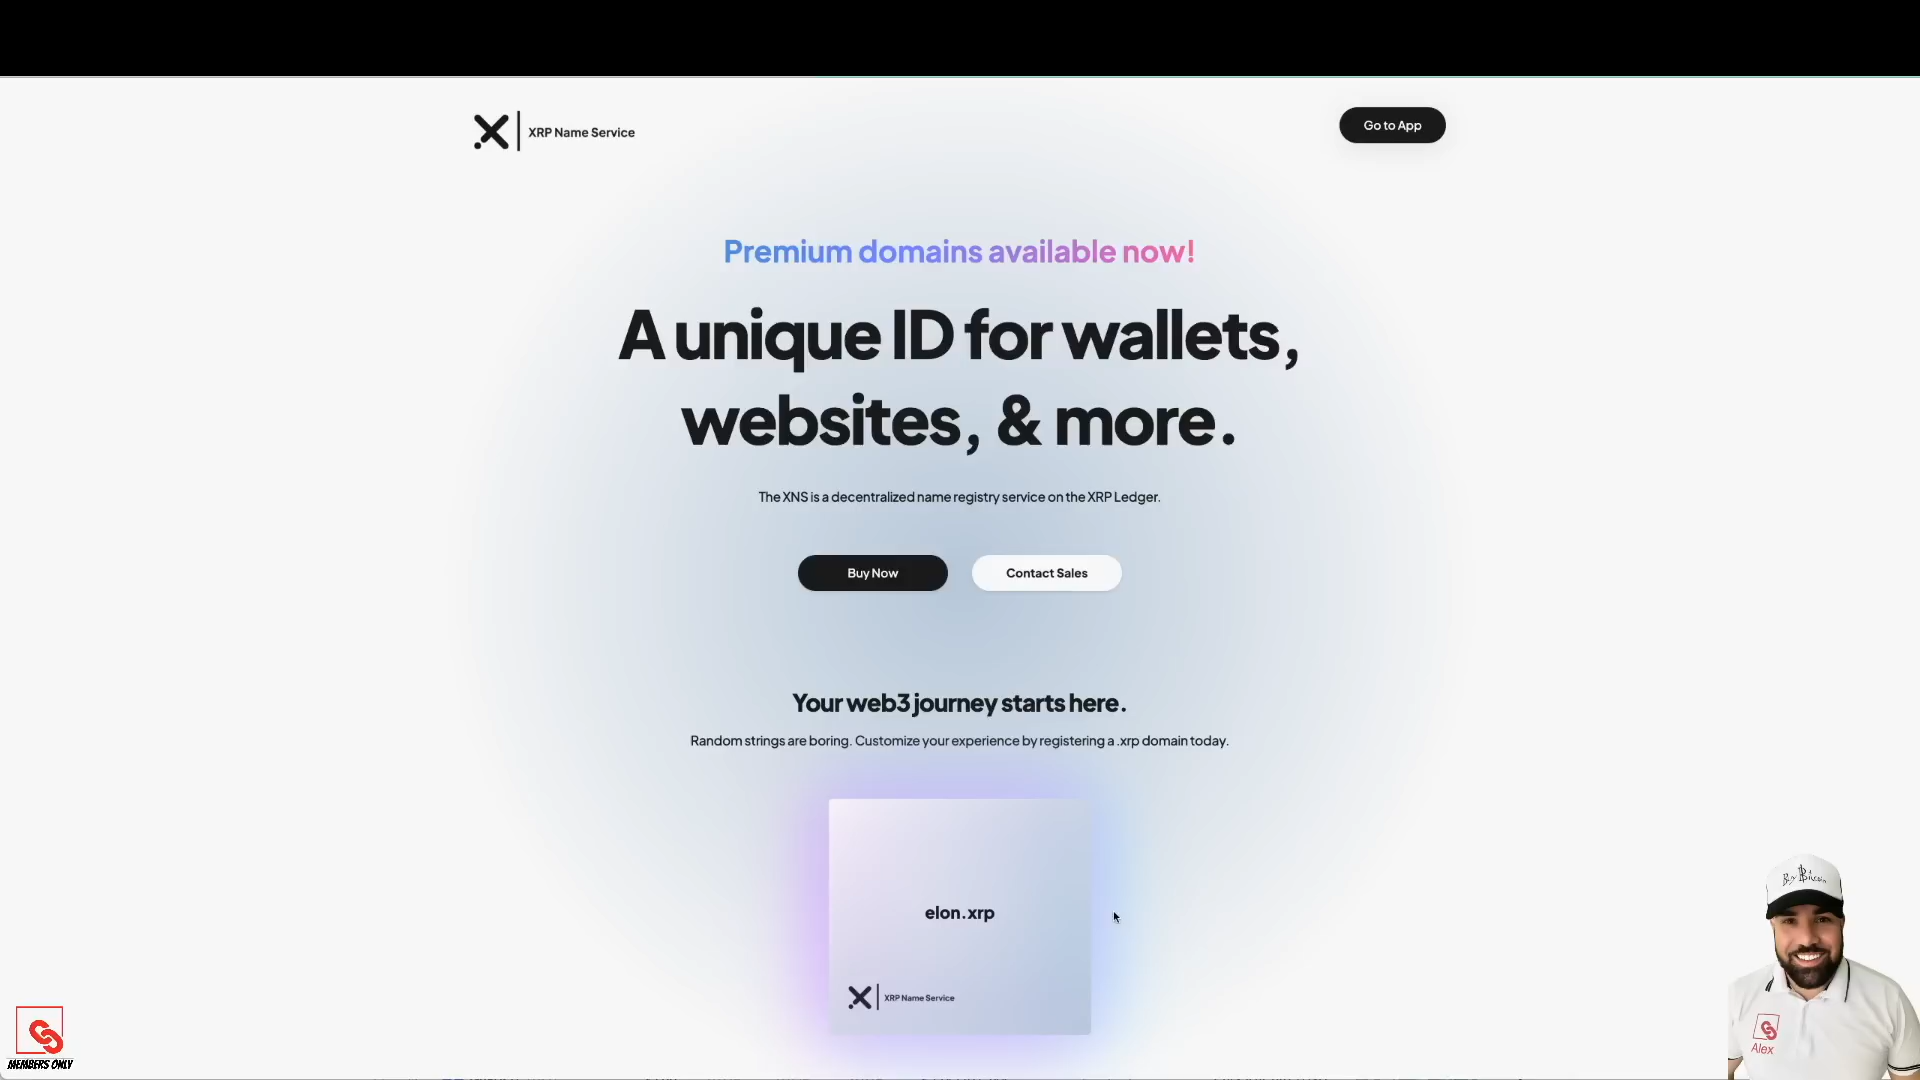 XRP Name Service
Go to App
Premium domains available now!
A unique ID for wallets,
websites, & more.
The XNS is a decentralized name registry service on the XRP Ledger.
Buy Now
Contact Sales
Your web3 journey starts here.
Random strings are boring. Customize your experience by registering a .xrp domain today.
elon.xrp
XRP Name Service
MEMBERS ONLY
Alex